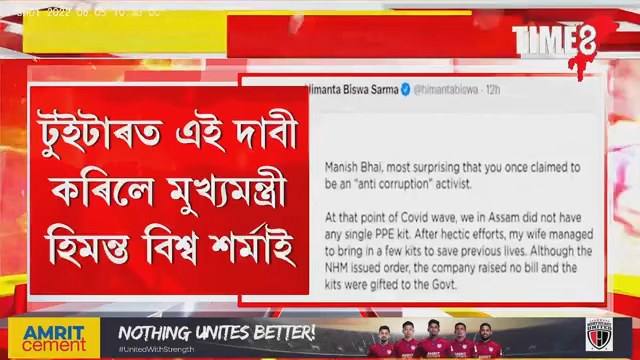 TIME8
টুইটাৰত এই দাবী
কৰিলে মুখ্যমন্ত্ৰী
হিমন্ত বিশ্ব শৰ্মাই
Himanta Biswa Sarma @himantabiswa · 12h
Manish Bhai, most surprising that you once claimed to
be an "anti corruption" activist.
At that point of Covid wave, we in Assam did not have
any single PPE kit. After hectic efforts, my wife managed
to bring in a few kits to save previous lives. Although the
NHM issued order, the company raised no bill and the
kits were gifted to the Govt.
AMRIT
cement
NOTHING UNITES BETTER!
#UnitedWithStrength